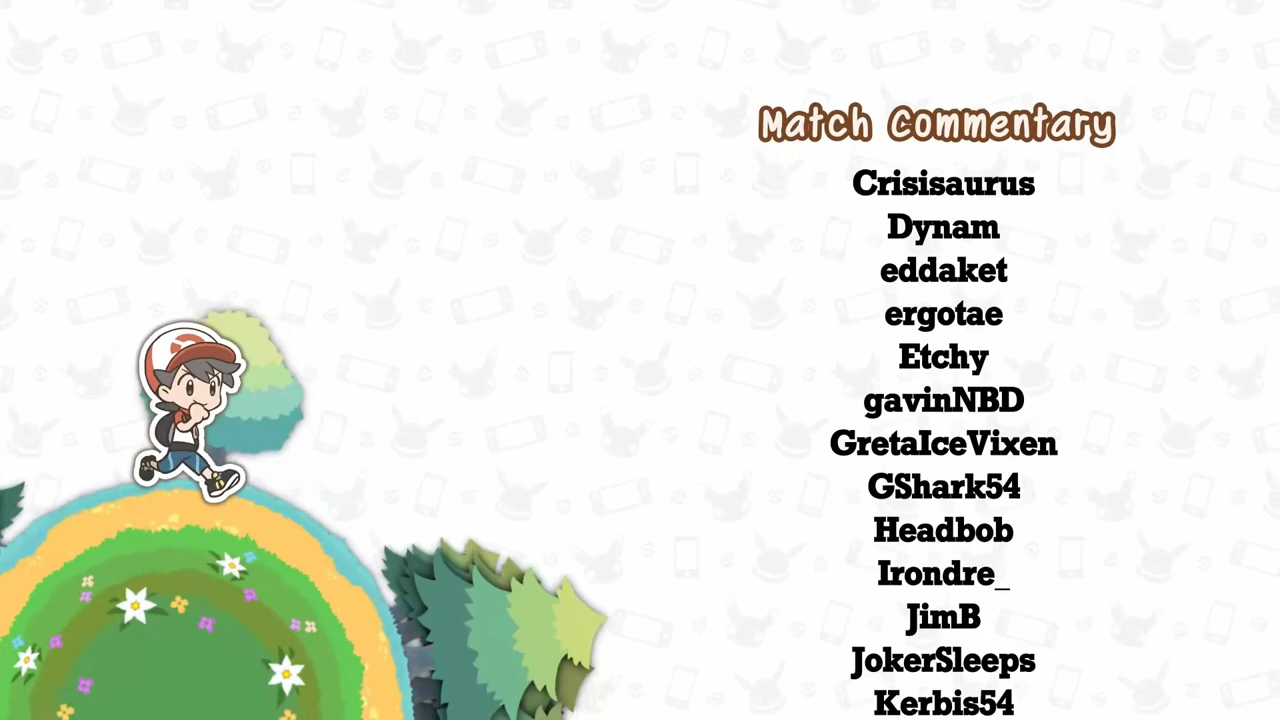 Match Commentary
Crisisaurus
Dynam
eddaket
ergotae
Etchy
gavinNBD
GretaIceVixen
GShark54
Headbob
Irondre_
JimB
JokerSleeps
Kerbis54